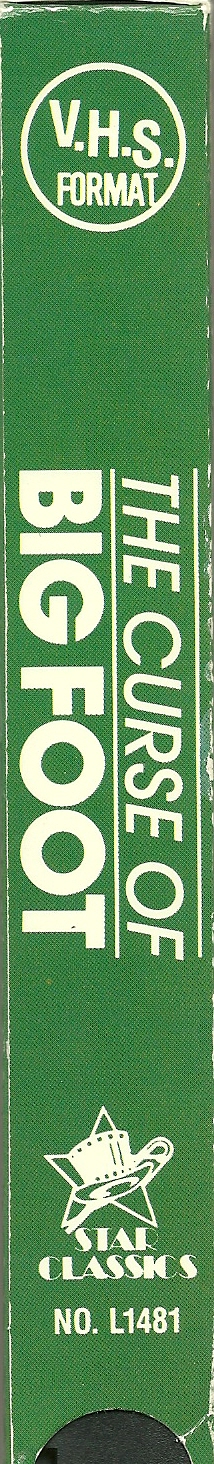 V.H.S.
FORMAT
THE CURSE OF
BIG FOOT
STAR
CLASSICS
NO. L1481